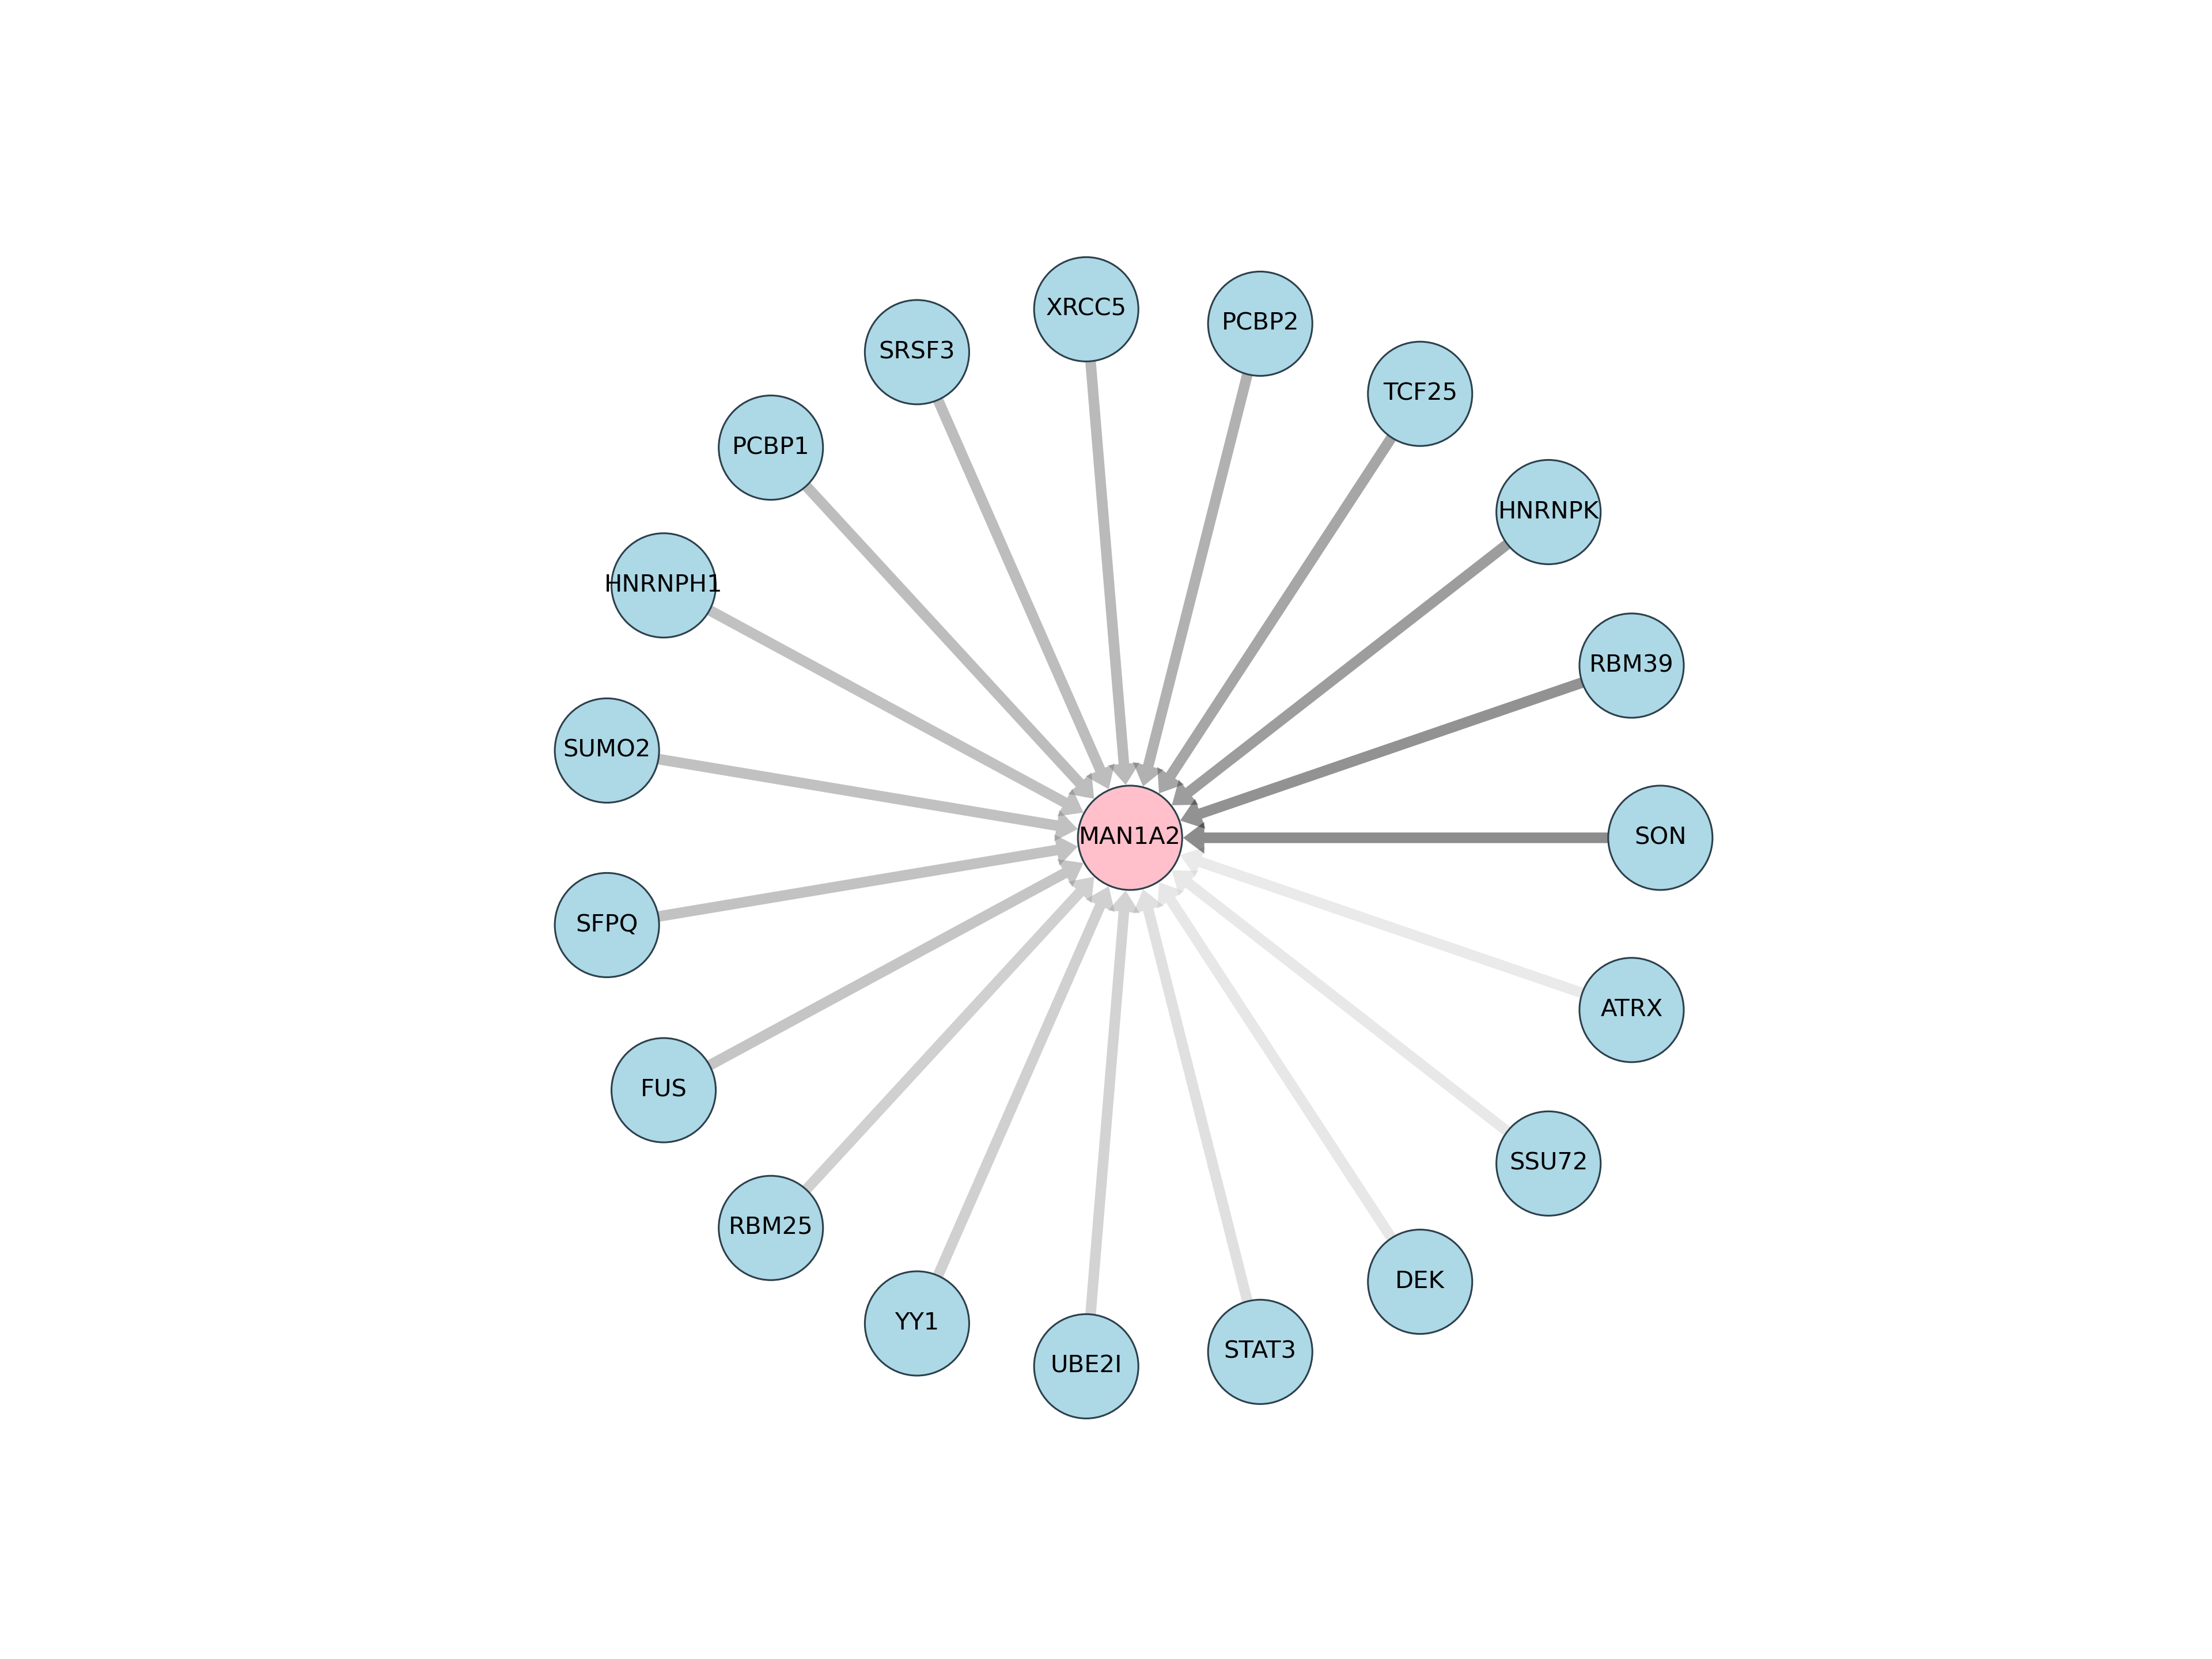 XRCC5
PCBP2
SRSF3
TCF25
PCBP1
HNRNPK
HNRNPH1
RBM39
SUMO2
MAN1A2
SON
SFPQ
ATRX
FUS
SSU72
RBM25
DEK
YY1
STAT3
UBE2I